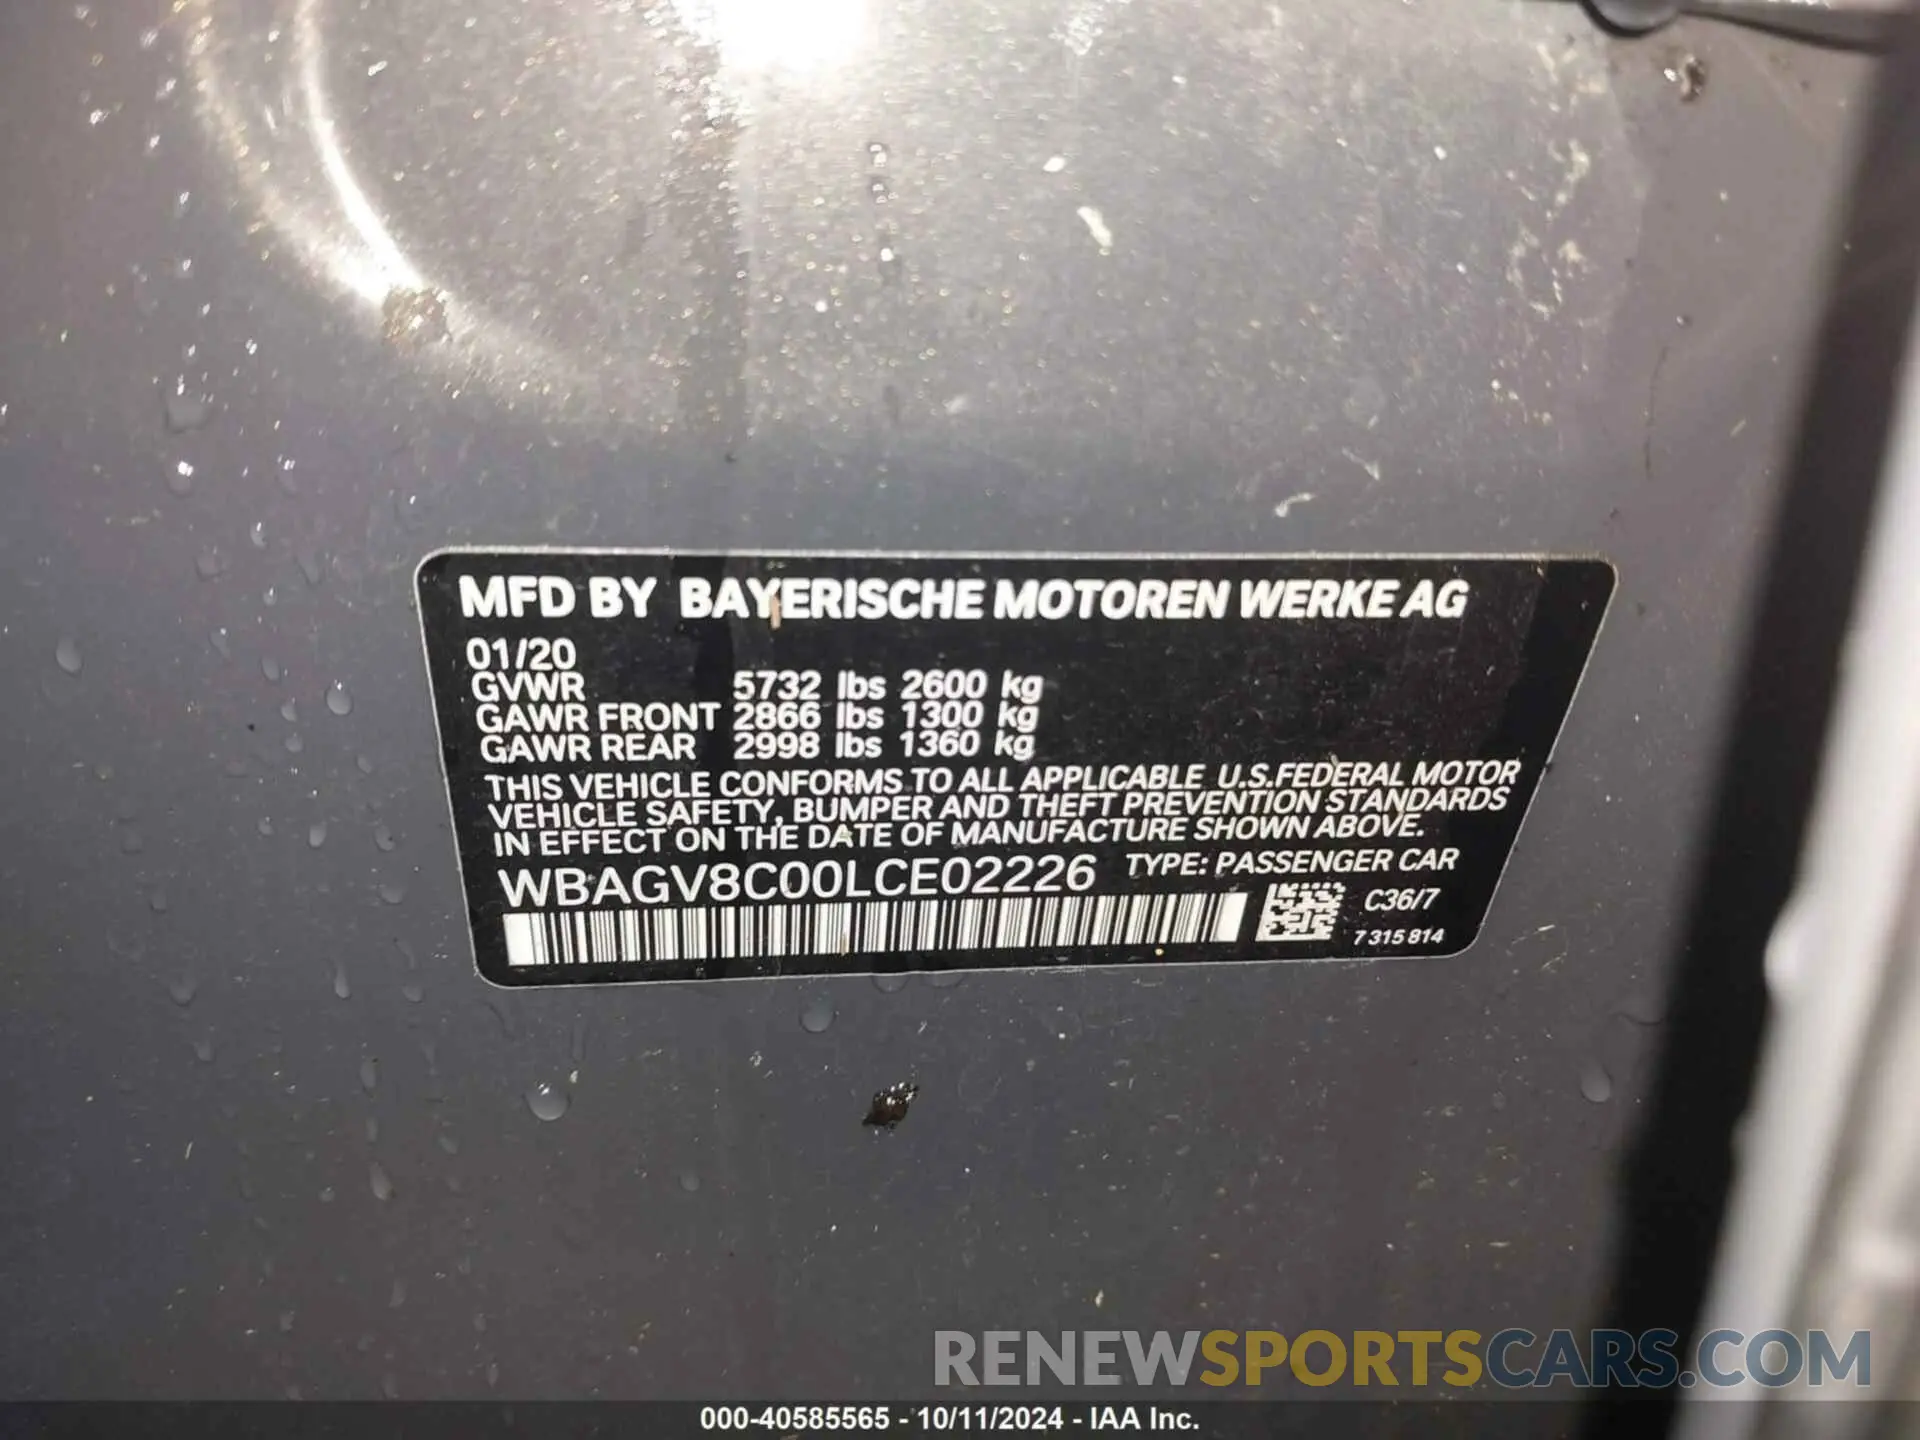 MFD BY BAYERISCHE MOTOREN WERKE AG
01/20
GVWR 5732 lbs 2600 kg
GAWR FRONT 2866 lbs 1300 kg
GAWR REAR 2998 lbs 1360 kg
THIS VEHICLE CONFORMS TO ALL APPLICABLE U.S.FEDERAL MOTOR
VEHICLE SAFETY, BUMPER AND THEFT PREVENTION STANDARDS
IN EFFECT ON THE DATE OF MANUFACTURE SHOWN ABOVE.
WBAGV8C00LCE02226 TYPE: PASSENGER CAR
C36/7
7 315 814
RENEWSPORTSCARS.COM
000-40585565 - 10/11/2024 - IAA Inc.